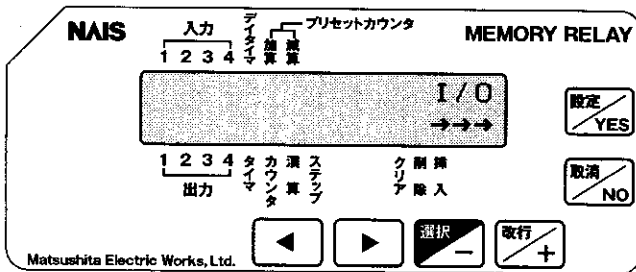 NAiS 入力 デイタイマ 加算 減算 プリセットカウンタ MEMORY RELAY
1 2 3 4
I/O
→→→
設定/YES
1 2 3 4 タイマ カウンタ 演算 ステップ クリア 削除 挿入
出力
取消/NO
◀ ▶ 選択/− 改行/+
Matsushita Electric Works, Ltd.